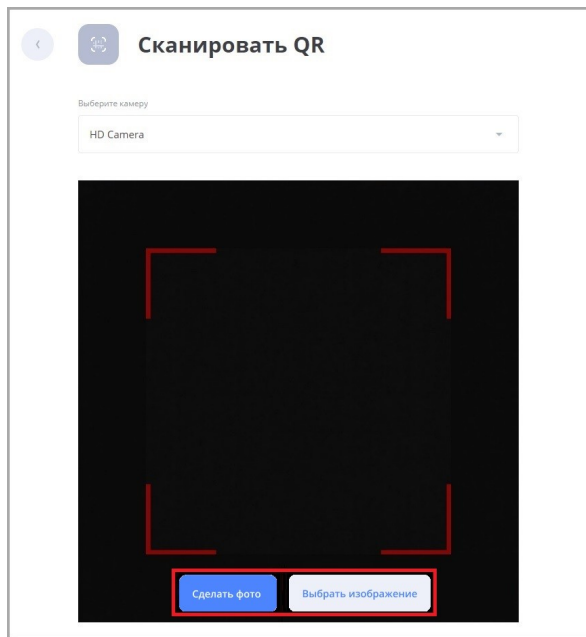 Сканировать QR
Выберите камеру
HD Camera
Сделать фото
Выбрать изображение